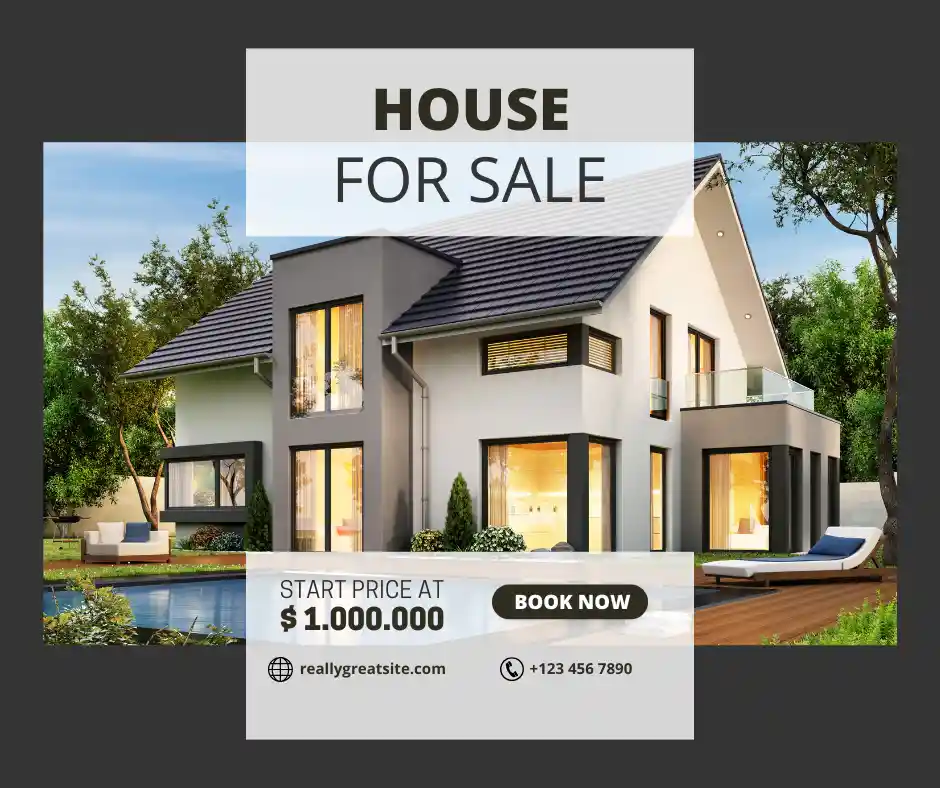 HOUSE
FOR SALE
START PRICE AT
$ 1.000.000
BOOK NOW
reallygreatsite.com
+123 456 7890